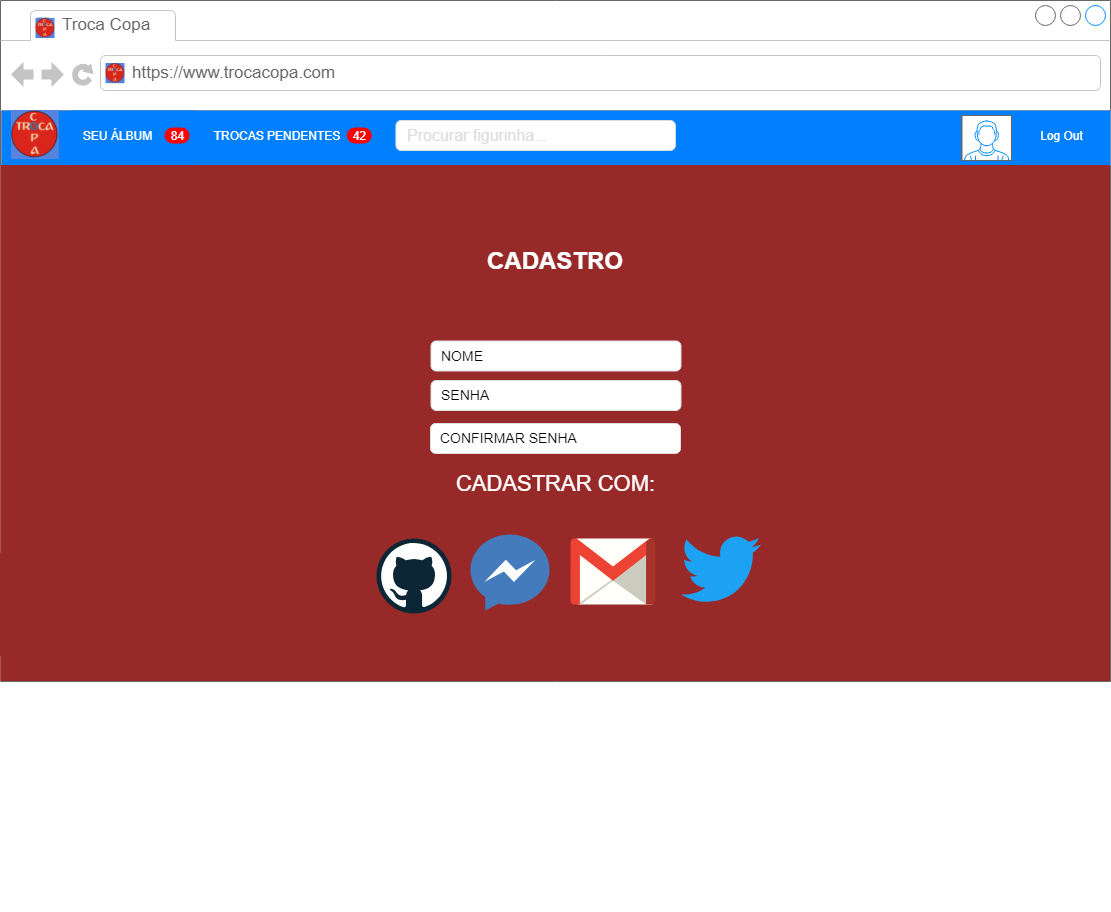 Troca Copa
https://www.trocacopa.com
TROCA
COPA
SEU ÁLBUM 84 TROCAS PENDENTES 42 Procurar figurinha... Log Out
CADASTRO
NOME
SENHA
CONFIRMAR SENHA
CADASTRAR COM: